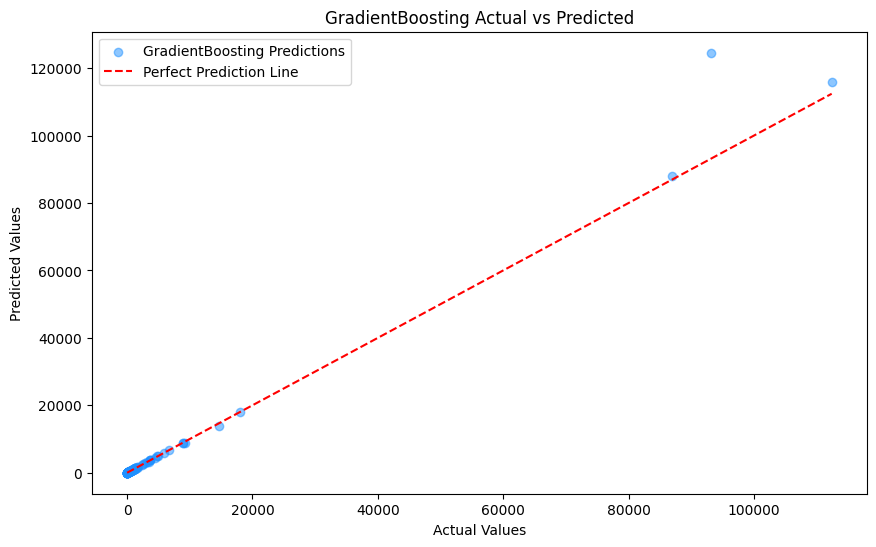 GradientBoosting Actual vs Predicted
GradientBoosting Predictions
Perfect Prediction Line
120000
100000
80000
60000
40000
20000
0
Predicted Values
0
20000
40000
60000
80000
100000
Actual Values